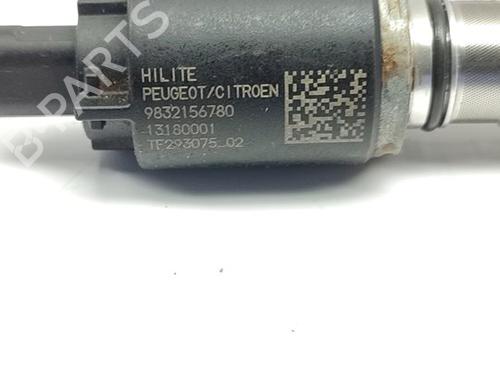 B-PARTS
HILITE
PEUGEOT/CITROEN
9832156780
13180001
TF293075_02